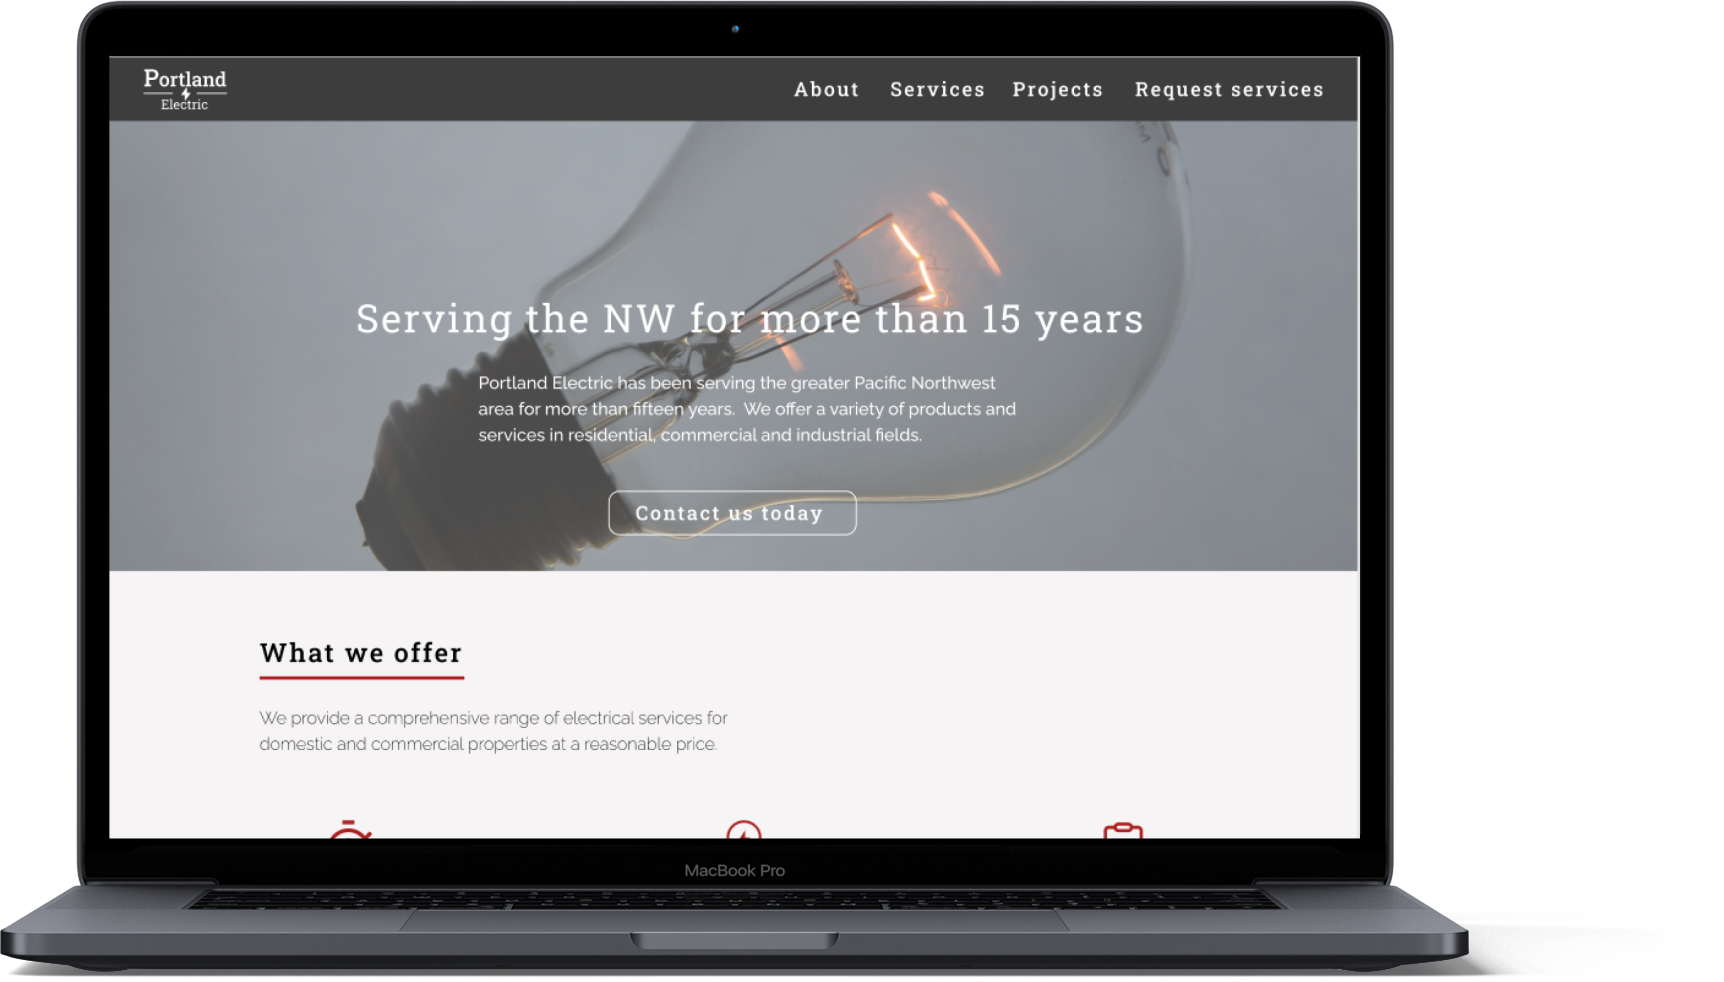 Portland
Electric
About Services Projects Request services
Serving the NW for more than 15 years
Portland Electric has been serving the greater Pacific Northwest
area for more than fifteen years.  We offer a variety of products and
services in residential, commercial and industrial fields.
Contact us today
What we offer
We provide a comprehensive range of electrical services for
domestic and commercial properties at a reasonable price.
MacBook Pro